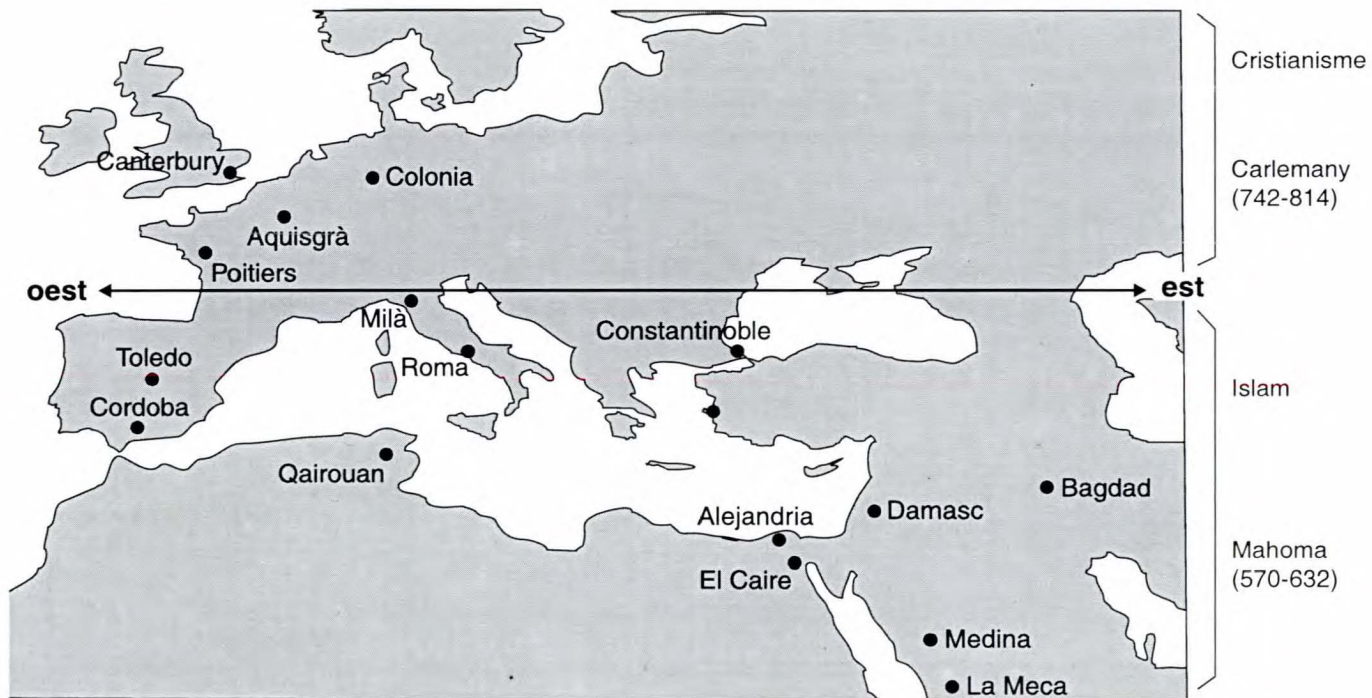 Cristianisme
Canterbury
Colonia
Carlemany
(742-814)
Aquisgrà
Poitiers
oest
est
Milà
Constantinoble
Roma
Toledo
Islam
Cordoba
Qairouan
Bagdad
Damasc
Alejandria
El Caire
Mahoma
(570-632)
Medina
La Meca